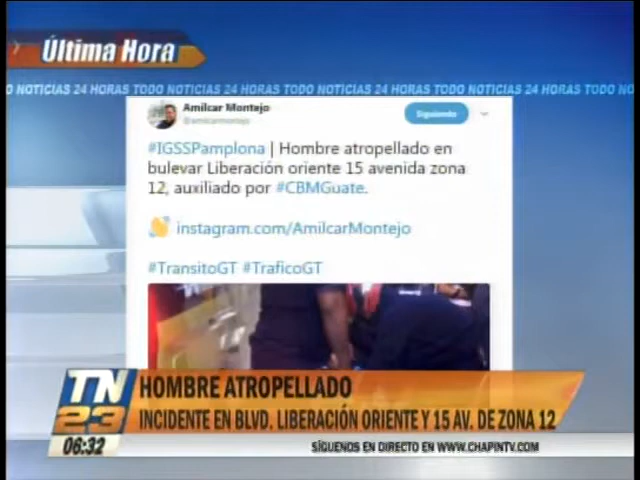 Última Hora
O NOTICIAS 24 HORAS TODO NOTICIAS 24 HORAS TODO NOTICIAS 24 HORAS TODO NOTICIAS 24 HORAS TODO NO
Amilcar Montejo
@amilcarmontejo
Siguiendo
#IGSSPamplona | Hombre atropellado en
bulevar Liberación oriente 15 avenida zona
12, auxiliado por #CBMGuate.
instagram.com/AmilcarMontejo
#TransitoGT #TraficoGT
TN
23
06:32
HOMBRE ATROPELLADO
INCIDENTE EN BLVD. LIBERACIÓN ORIENTE Y 15 AV. DE ZONA 12
SÍGUENOS EN DIRECTO EN WWW.CHAPINTV.COM